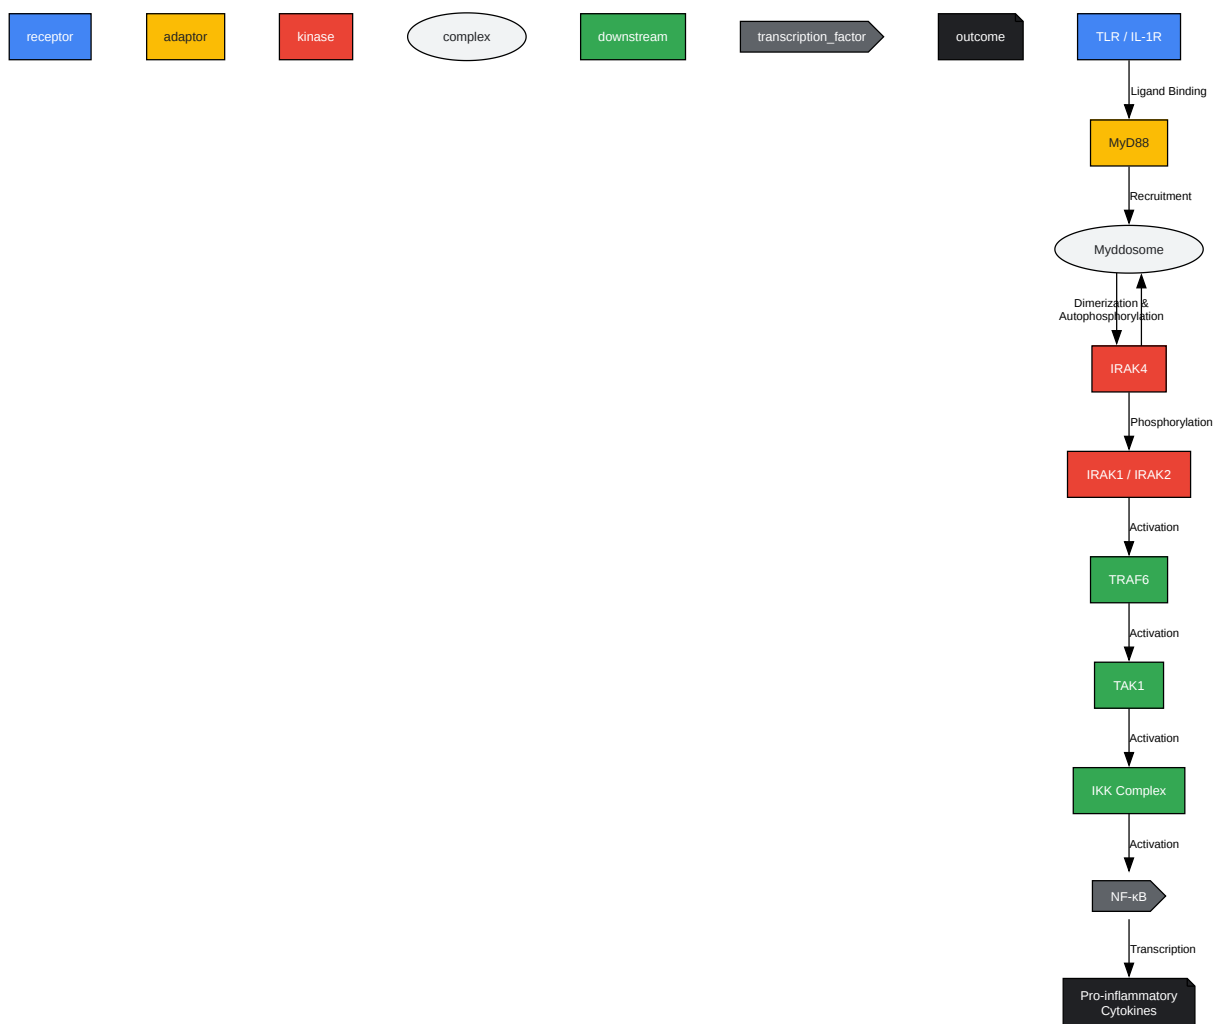 receptor
adaptor
kinase
complex
downstream
transcription_factor
outcome
TLR / IL-1R
Ligand Binding
MyD88
Recruitment
Myddosome
Dimerization &
Autophosphorylation
IRAK4
Phosphorylation
IRAK1 / IRAK2
Activation
TRAF6
Activation
TAK1
Activation
IKK Complex
Activation
NF-κB
Transcription
Pro-inflammatory
Cytokines